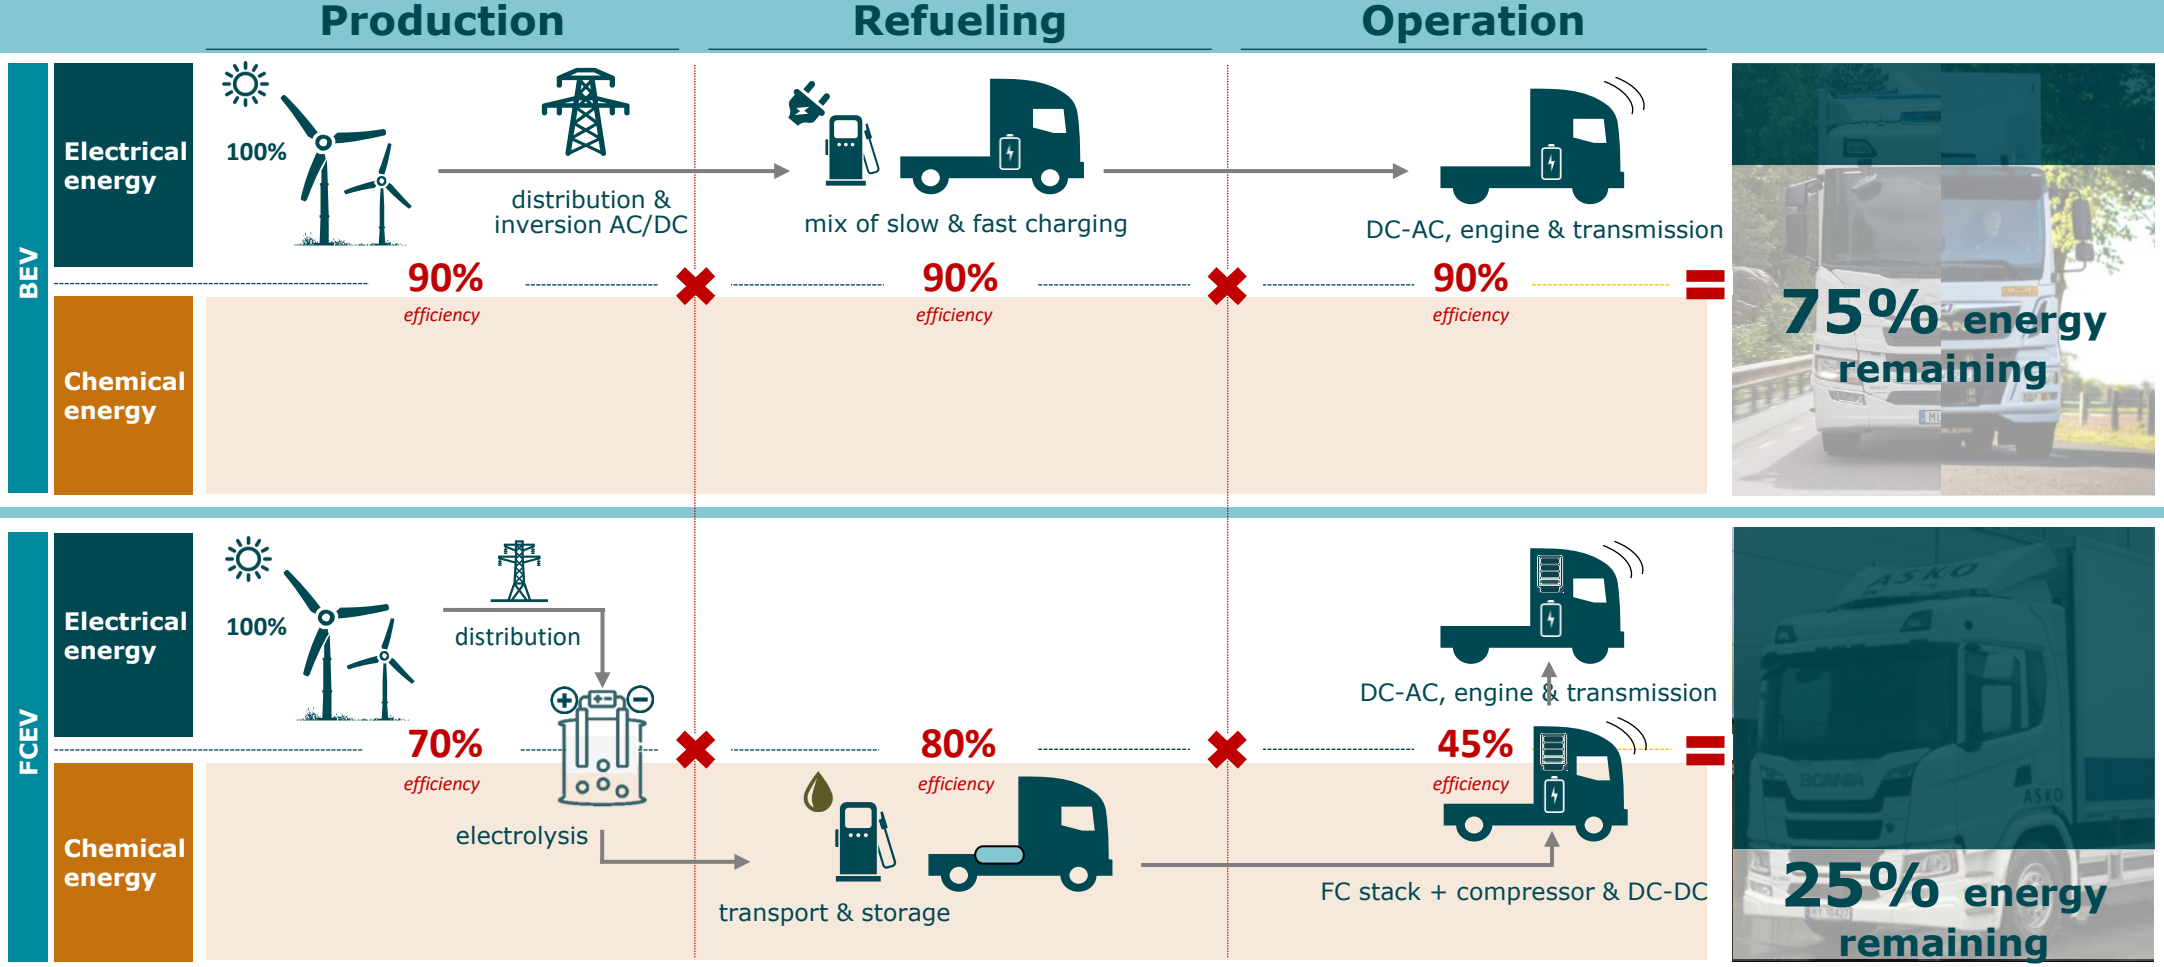 Production
Refueling
Operation
BEV
Electrical
energy
100%
distribution &
inversion AC/DC
mix of slow & fast charging
DC-AC, engine & transmission
90%
efficiency
90%
efficiency
90%
efficiency
=
75% energy
remaining
Chemical
energy
FCEV
Electrical
energy
100%
distribution
DC-AC, engine & transmission
70%
efficiency
80%
efficiency
45%
efficiency
=
electrolysis
Chemical
energy
transport & storage
FC stack + compressor & DC-DC
ASKO
SCANIA
ASKO
25% energy
remaining